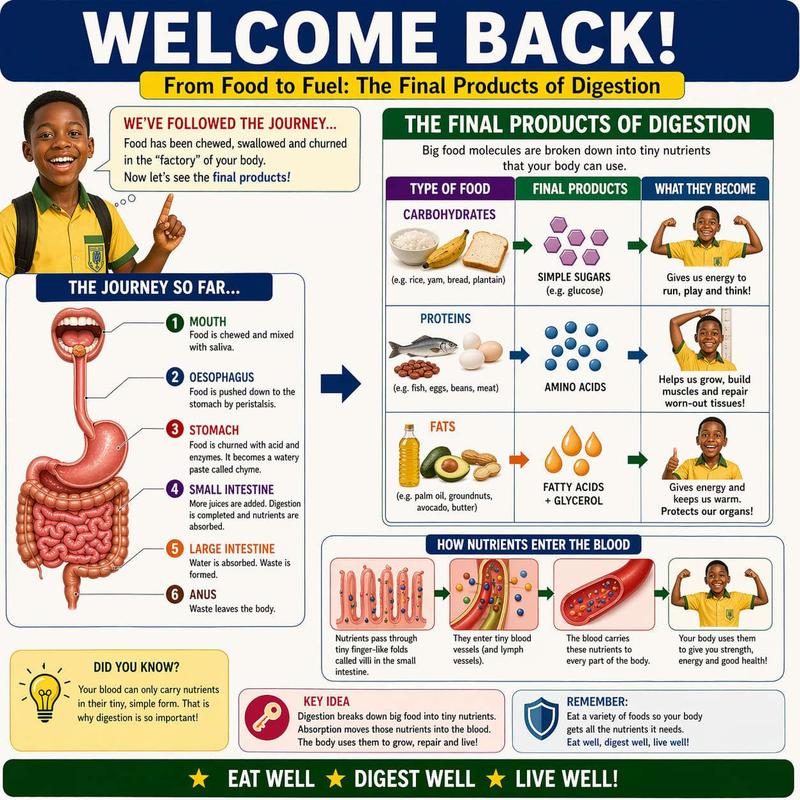 WELCOME BACK!
From Food to Fuel: The Final Products of Digestion
WE'VE FOLLOWED THE JOURNEY...
Food has been chewed, swallowed and churned
in the "factory" of your body.
Now let's see the final products!
THE JOURNEY SO FAR...
1 MOUTH
Food is chewed and mixed
with saliva.
2 OESOPHAGUS
Food is pushed down to the
stomach by peristalsis.
3 STOMACH
Food is churned with acid and
enzymes. It becomes a watery
paste called chyme.
4 SMALL INTESTINE
More juices are added. Digestion
is completed and nutrients are
absorbed.
5 LARGE INTESTINE
Water is absorbed. Waste is
formed.
6 ANUS
Waste leaves the body.
THE FINAL PRODUCTS OF DIGESTION
Big food molecules are broken down into tiny nutrients
that your body can use.
TYPE OF FOOD
FINAL PRODUCTS
WHAT THEY BECOME
CARBOHYDRATES
(e.g. rice, yam, bread, plantain)
SIMPLE SUGARS
(e.g. glucose)
Gives us energy to
run, play and think!
PROTEINS
(e.g. fish, eggs, beans, meat)
AMINO ACIDS
Helps us grow, build
muscles and repair
worn-out tissues!
FATS
(e.g. palm oil, groundnuts,
avocado, butter)
FATTY ACIDS
+ GLYCEROL
Gives energy and
keeps us warm.
Protects our organs!
HOW NUTRIENTS ENTER THE BLOOD
Nutrients pass through
tiny finger-like folds
called villi in the small
intestine.
They enter tiny blood
vessels (and lymph
vessels).
The blood carries
these nutrients to
every part of the body.
Your body uses them
to give you strength,
energy and good health!
DID YOU KNOW?
Your blood can only carry nutrients
in their tiny, simple form. That is
why digestion is so important!
KEY IDEA
Digestion breaks down big food into tiny nutrients.
Absorption moves those nutrients into the blood.
The body uses them to grow, repair and live!
REMEMBER:
Eat a variety of foods so your body
gets all the nutrients it needs.
Eat well, digest well, live well!
EAT WELL ★ DIGEST WELL ★ LIVE WELL!